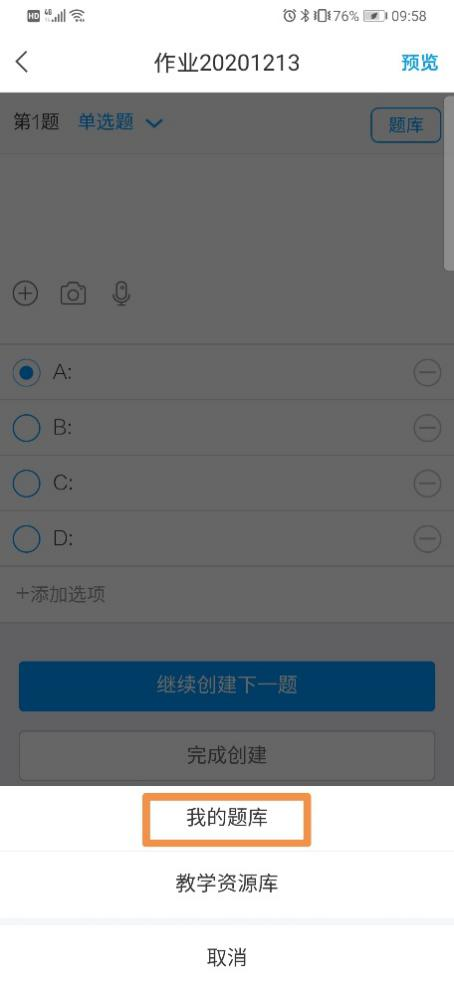 HD 46 76% 09:58
作业20201213 预览
第1题 单选题 题库
A:
B:
C:
D:
+添加选项
继续创建下一题
完成创建
我的题库
教学资源库
取消